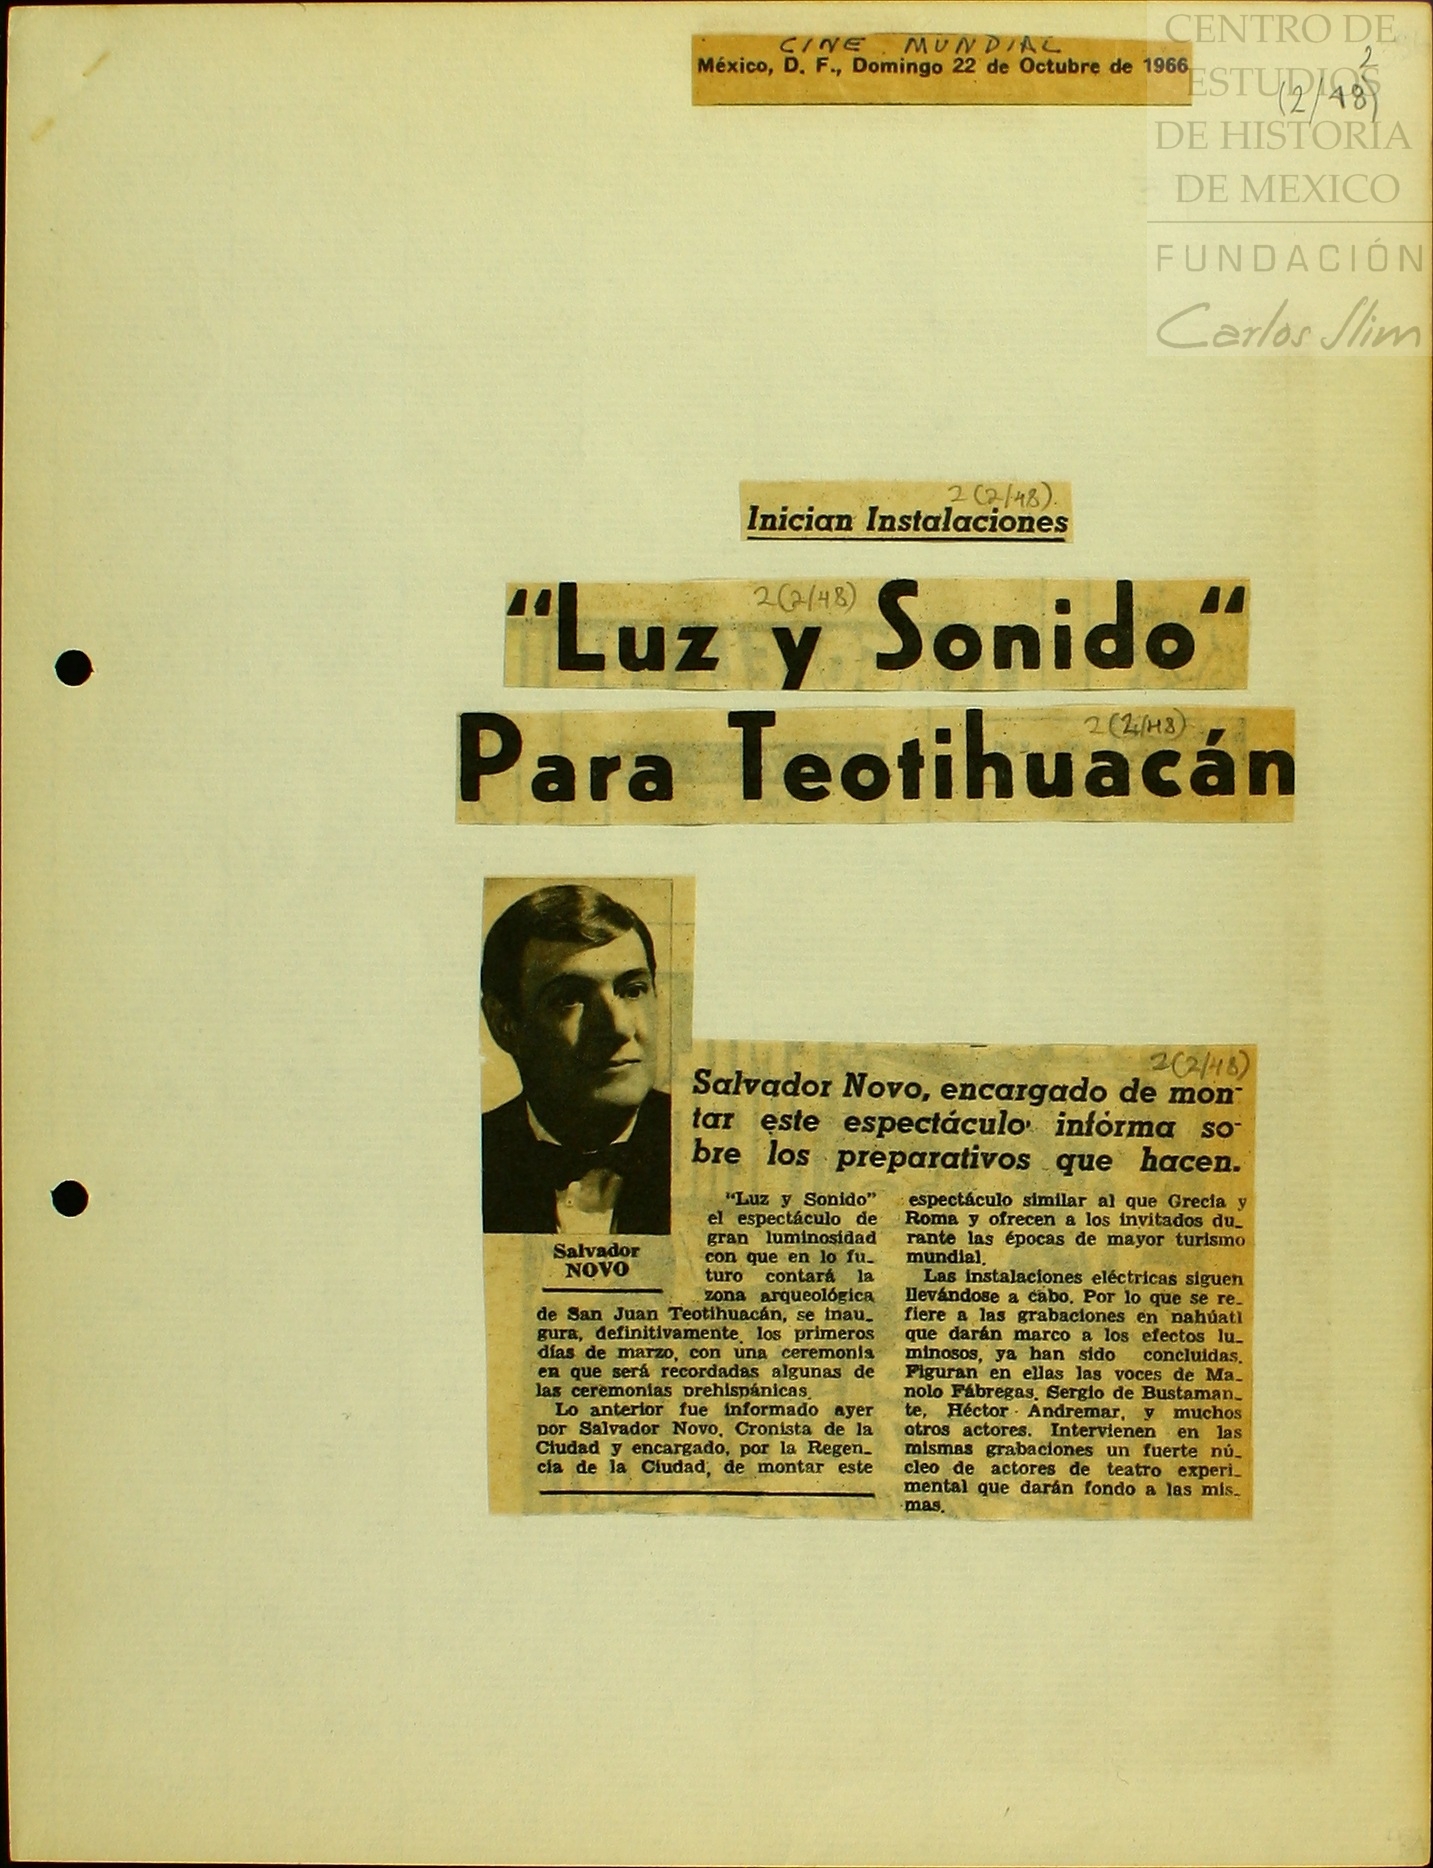 CINE MUNDIAL
México, D. F., Domingo 22 de Octubre de 1966
CENTRO DE
ESTUDIOS
DE HISTORIA
DE MEXICO
FUNDACIÓN
Carlos Slim
2
(2/48)
2(2/48).
Inician Instalaciones
2(2/48)
“Luz y Sonido“
2(2/48)
Para Teotihuacán
2(2/48)
Salvador Novo, encargado de mon-
tar este espectáculo informa so-
bre los preparativos que hacen.
Salvador
NOVO
“Luz y Sonido”
el espectáculo de
gran luminosidad
con que en lo fu-
turo contará la
zona arqueológica
de San Juan Teotihuacán, se inau-
gura, definitivamente, los primeros
días de marzo, con una ceremonia
en que será recordadas algunas de
las ceremonias prehispánicas.
Lo anterior fue informado ayer
por Salvador Novo, Cronista de la
Ciudad y encargado, por la Regen-
cia de la Ciudad, de montar este
espectáculo similar al que Grecia y
Roma y ofrecen a los invitados du-
rante las épocas de mayor turismo
mundial.
Las instalaciones eléctricas siguen
llevándose a cabo. Por lo que se re-
fiere a las grabaciones en nahúatl
que darán marco a los efectos lu-
minosos, ya han sido concluidas.
Figuran en ellas las voces de Ma-
nolo Fábregas, Sergio de Bustaman-
te, Héctor Andremar, y muchos
otros actores. Intervienen en las
mismas grabaciones un fuerte nú-
cleo de actores de teatro experi-
mental que darán fondo a las mis-
mas.